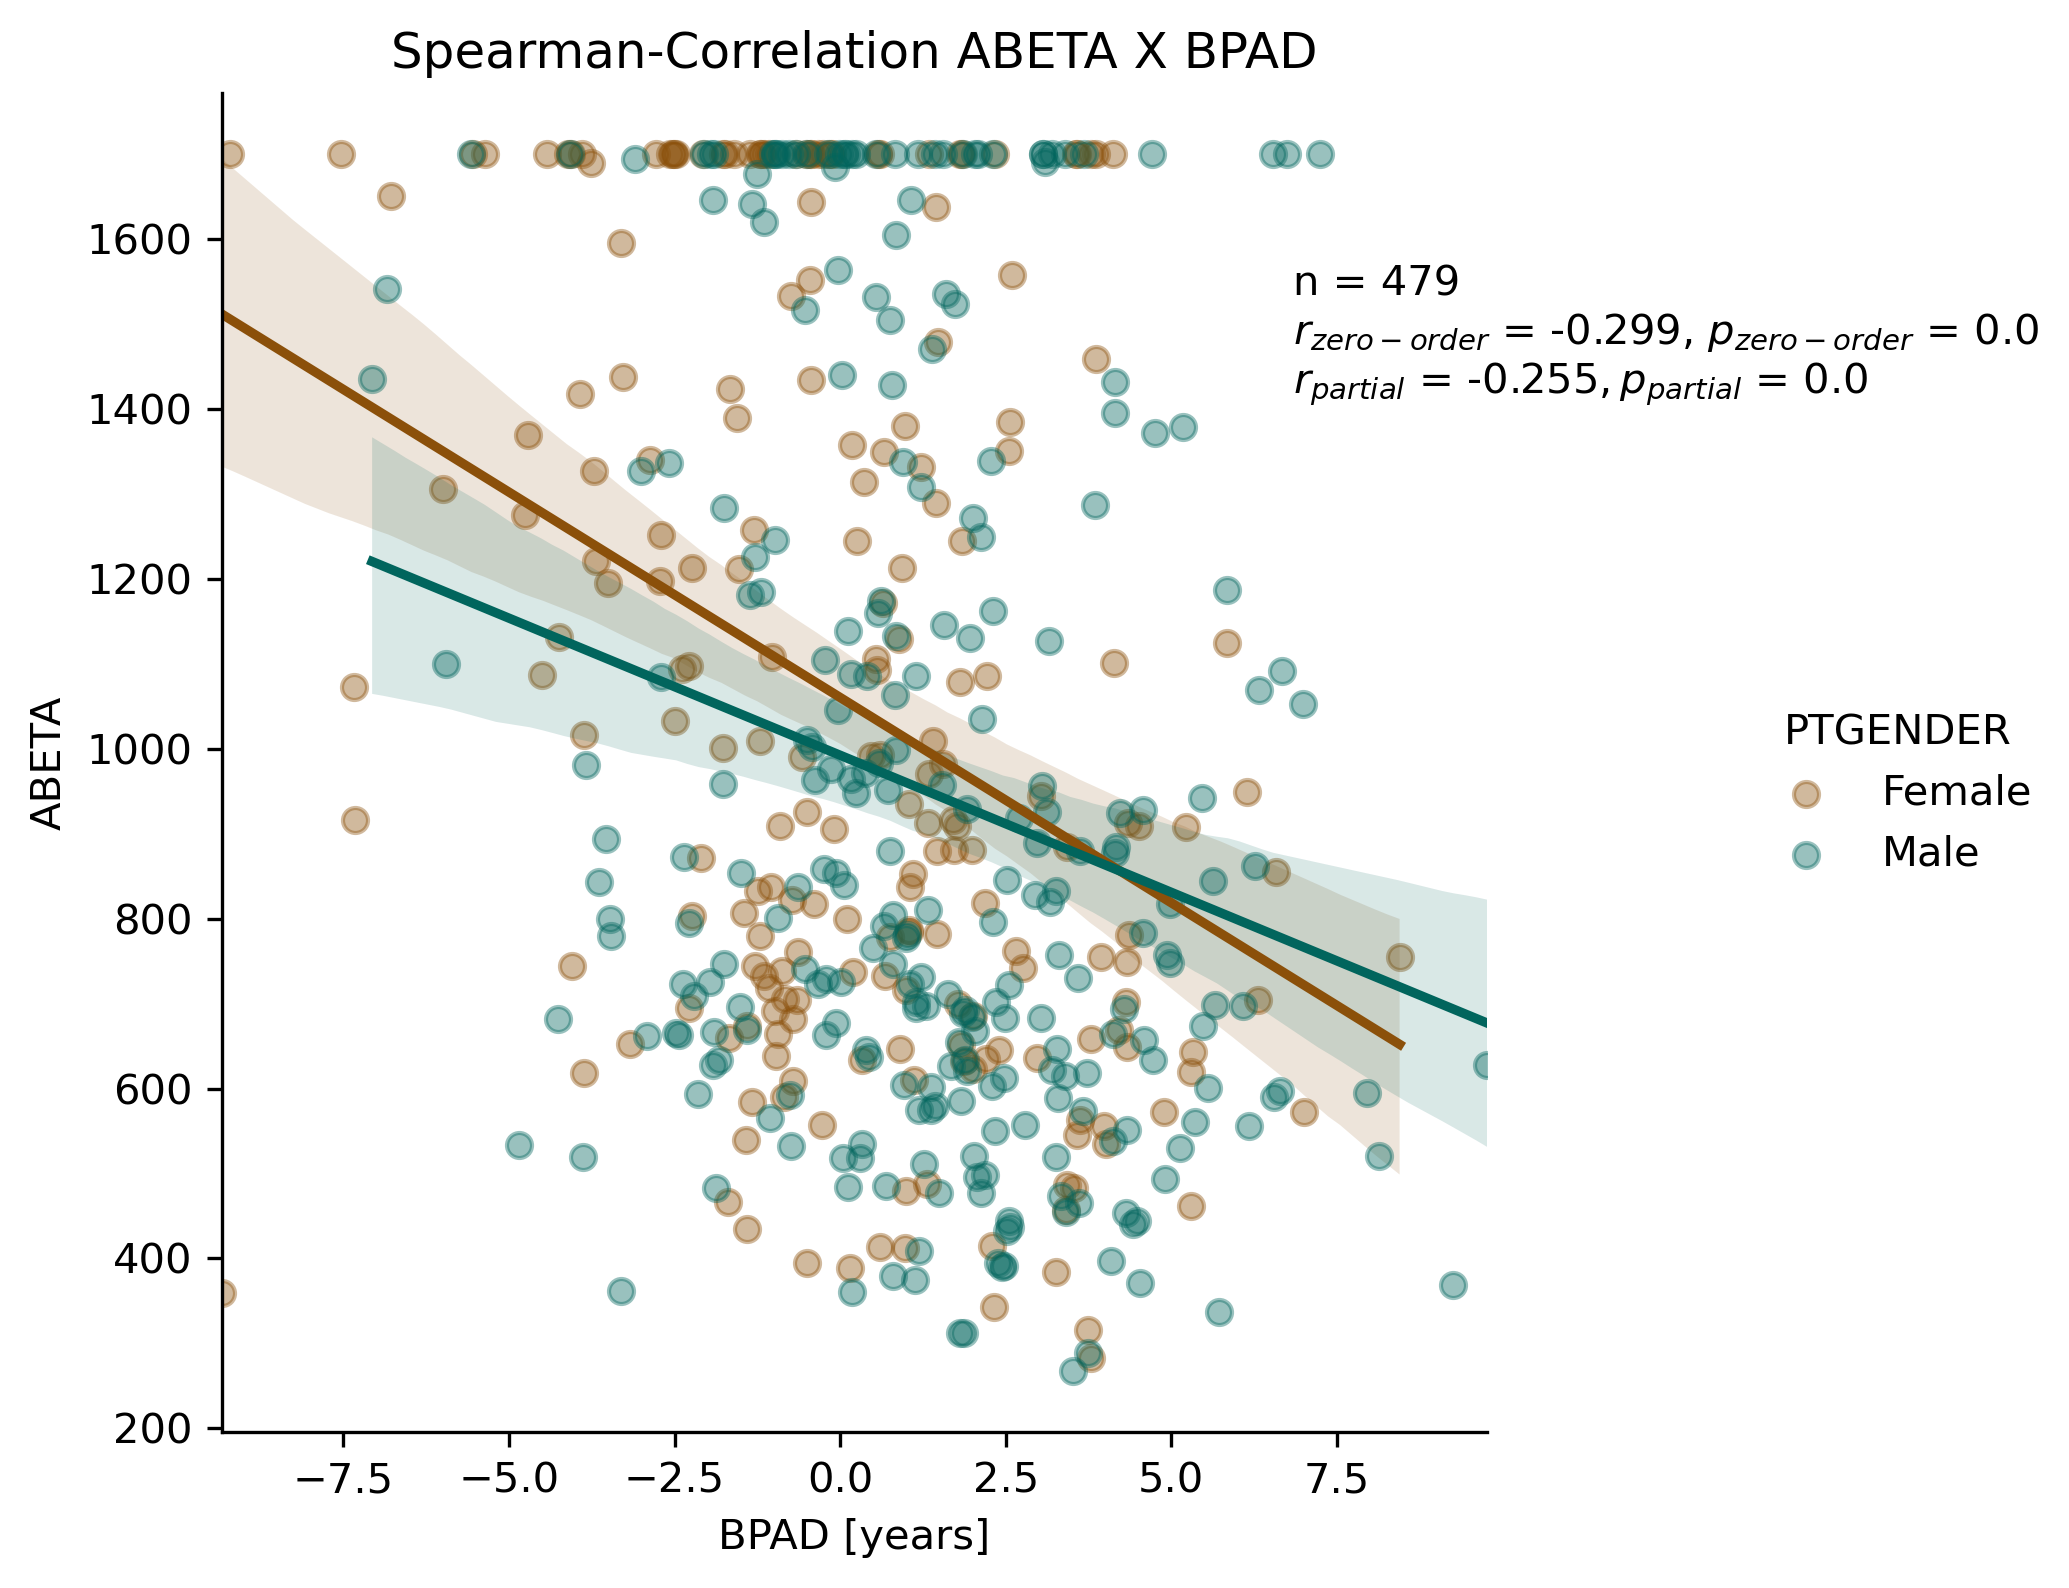 Spearman-Correlation ABETA X BPAD
1600
1400
1200
1000
800
600
400
200
ABETA
n = 479
r_zero−order = -0.299, p_zero−order = 0.0
r_partial = -0.255, p_partial = 0.0
PTGENDER
Female
Male
−7.5 −5.0 −2.5 0.0 2.5 5.0 7.5
BPAD [years]